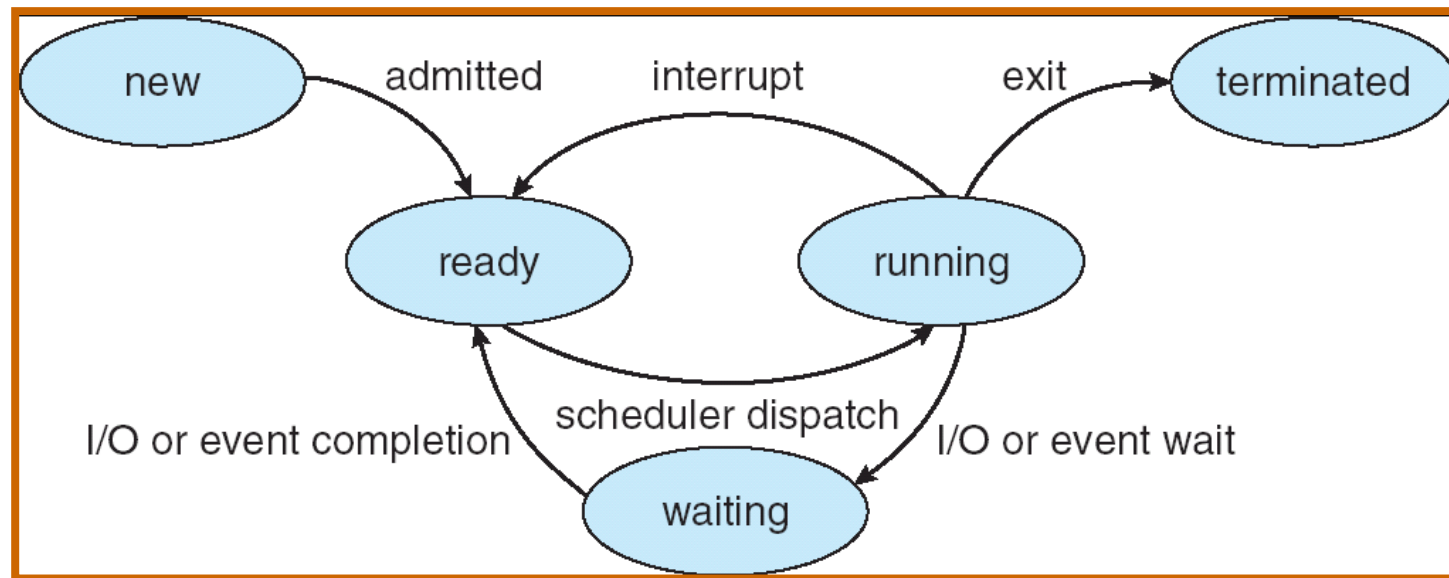 new
admitted
interrupt
exit
terminated
ready
running
scheduler dispatch
I/O or event completion
I/O or event wait
waiting